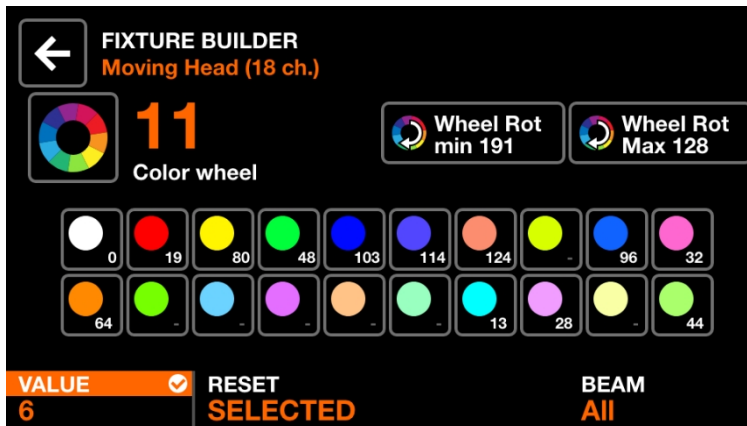 FIXTURE BUILDER
Moving Head (18 ch.)
11
Color wheel
Wheel Rot
min 191
Wheel Rot
Max 128
0 19 80 48 103 114 124 - 96 32
64 - - - - - 13 28 - 44
VALUE RESET BEAM
6 SELECTED All